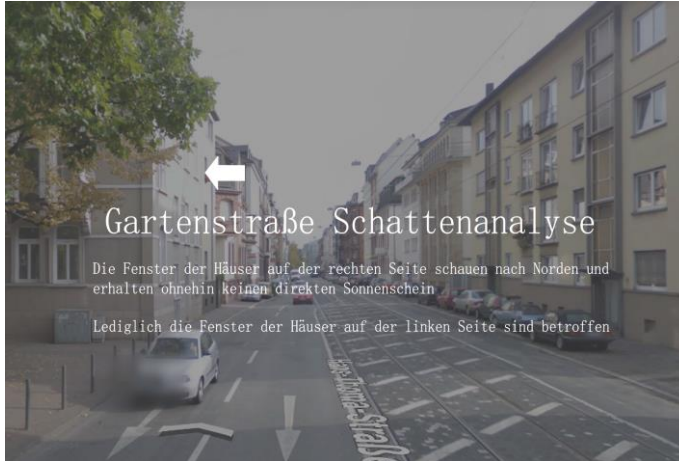 Gartenstraße Schattenanalyse
Die Fenster der Häuser auf der rechten Seite schauen nach Norden und
erhalten ohnehin keinen direkten Sonnenschein
Lediglich die Fenster der Häuser auf der linken Seite sind betroffen